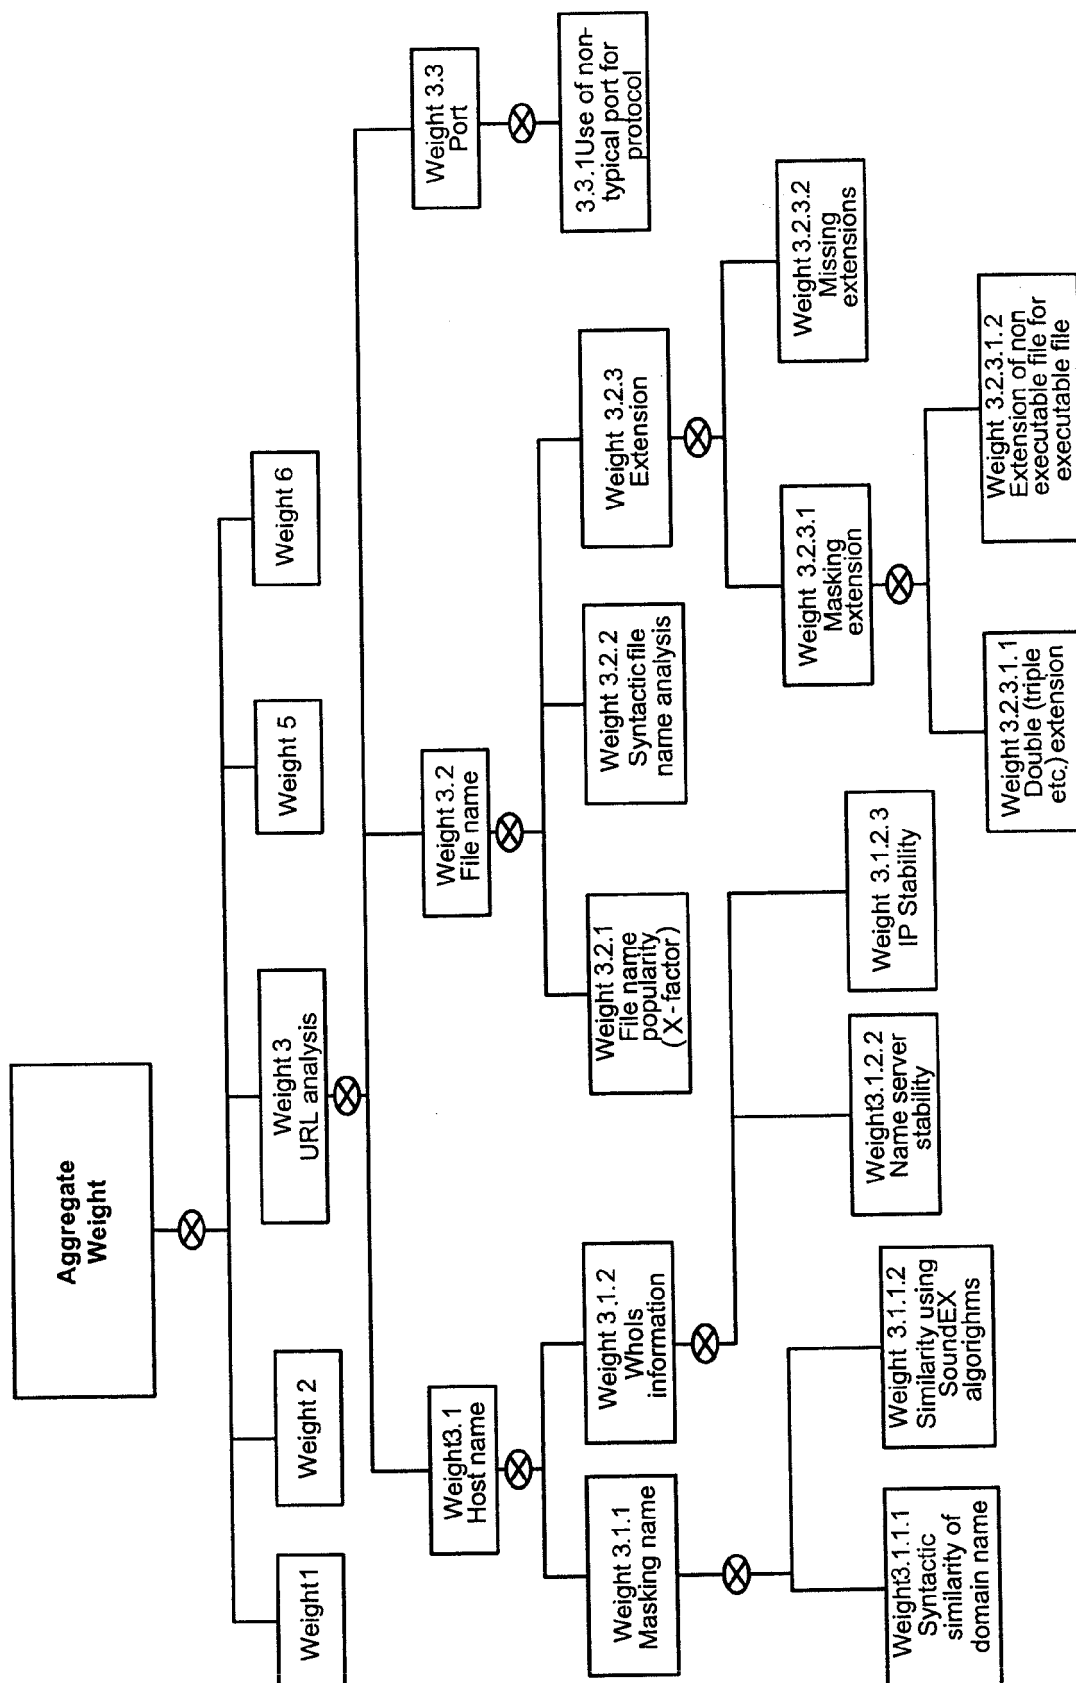 Aggregate
Weight
Weight1
Weight 2
Weight 3
URL analysis
Weight 5
Weight 6
Weight3.1
Host name
Weight 3.2
File name
Weight 3.3
Port
Weight 3.1.1
Masking name
Weight 3.1.2
WhoIs
information
Weight 3.2.1
File name
popularity
(X-factor)
Weight 3.2.2
Syntactic file
name analysis
Weight 3.2.3
Extension
3.3.1Use of non-
typical port for
protocol
Weight3.1.1.1
Syntactic
similarity of
domain name
Weight 3.1.1.2
Similarity using
SoundEX
algorighms
Weight3.1.2.2
Name server
stability
Weight 3.1.2.3
IP Stability
Weight 3.2.3.1
Masking
extension
Weight 3.2.3.2
Missing
extensions
Weight 3.2.3.1.1
Double (triple
etc.) extension
Weight 3.2.3.1.2
Extension of non
executable file for
executable file